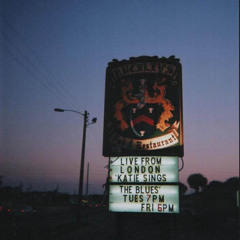 Restaurant
LIVE FROM
LONDON
'KATIE SINGS
THE BLUES'
TUES 7PM
FRI 6PM